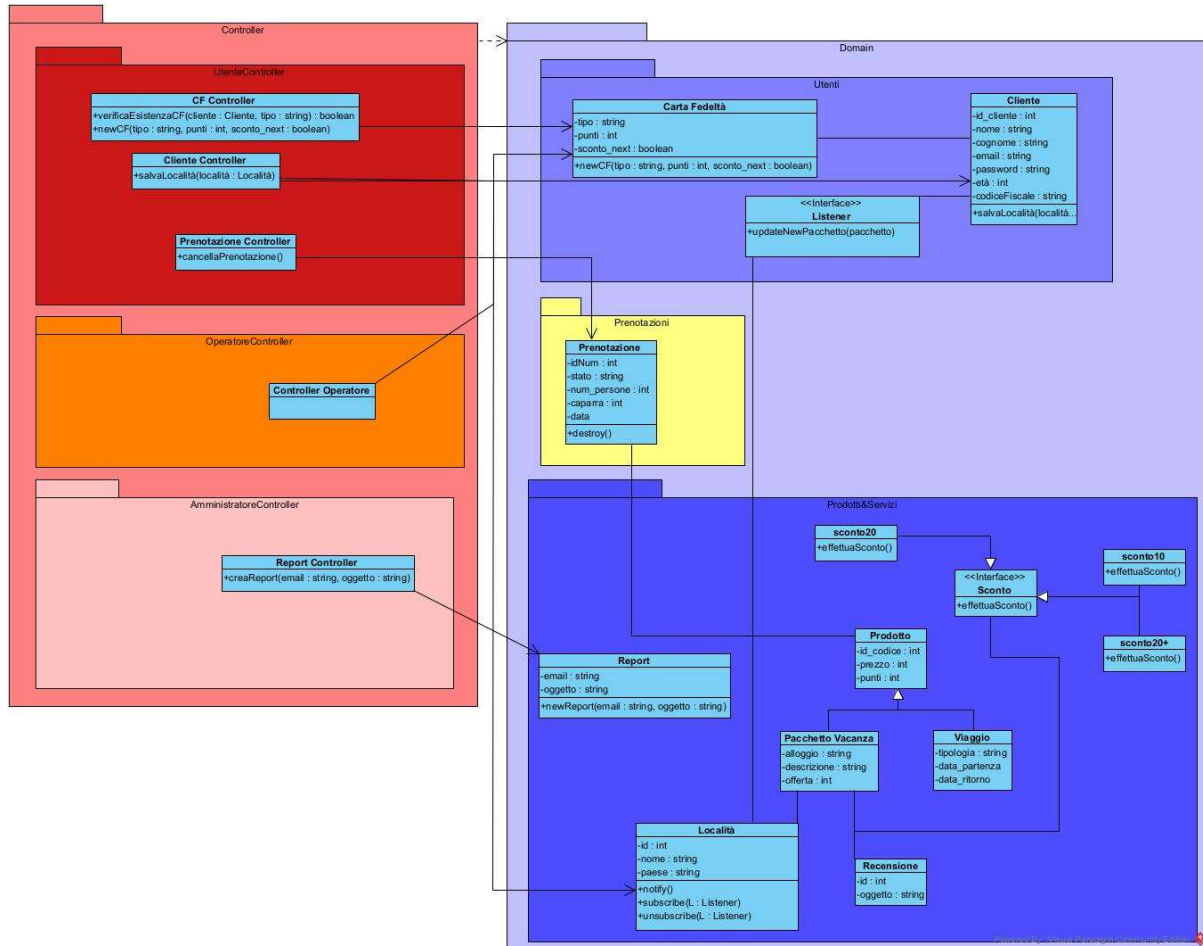 Controller
UtenteController
CF Controller
+verificaEsistenzaCF(cliente : Cliente, tipo : string) : boolean
+newCF(tipo : string, punti : int, sconto_next : boolean)
Cliente Controller
+salvaLocalità(località : Località)
Prenotazione Controller
+cancellaPrenotazione()
OperatoreController
Controller Operatore
AmministratoreController
Report Controller
+creaReport(email : string, oggetto : string)
Domain
Utenti
Carta Fedeltà
-tipo : string
-punti : int
-sconto_next : boolean
+newCF(tipo : string, punti : int, sconto_next : boolean)
Cliente
-id_cliente : int
-nome : string
-cognome : string
-email : string
-password : string
-età : int
-codiceFiscale : string
+salvaLocalità(località...
<<Interface>>
Listener
+updateNewPacchetto(pacchetto)
Prenotazioni
Prenotazione
-idNum : int
-stato : string
-num_persone : int
-caparra : int
-data
+destroy()
Prodotti&Servizi
sconto20
+effettuaSconto()
sconto10
+effettuaSconto()
<<Interface>>
Sconto
+effettuaSconto()
sconto20+
+effettuaSconto()
Prodotto
-id_codice : int
-prezzo : int
-punti : int
Report
-email : string
-oggetto : string
+newReport(email : string, oggetto : string)
Pacchetto Vacanza
-alloggio : string
-descrizione : string
-offerta : int
Viaggio
-tipologia : string
-data_partenza
-data_ritorno
Località
-id : int
-nome : string
-paese : string
+notify()
+subscribe(L : Listener)
+unsubscribe(L : Listener)
Recensione
-id : int
-oggetto : string
Powered By Visual Paradigm Community Edition